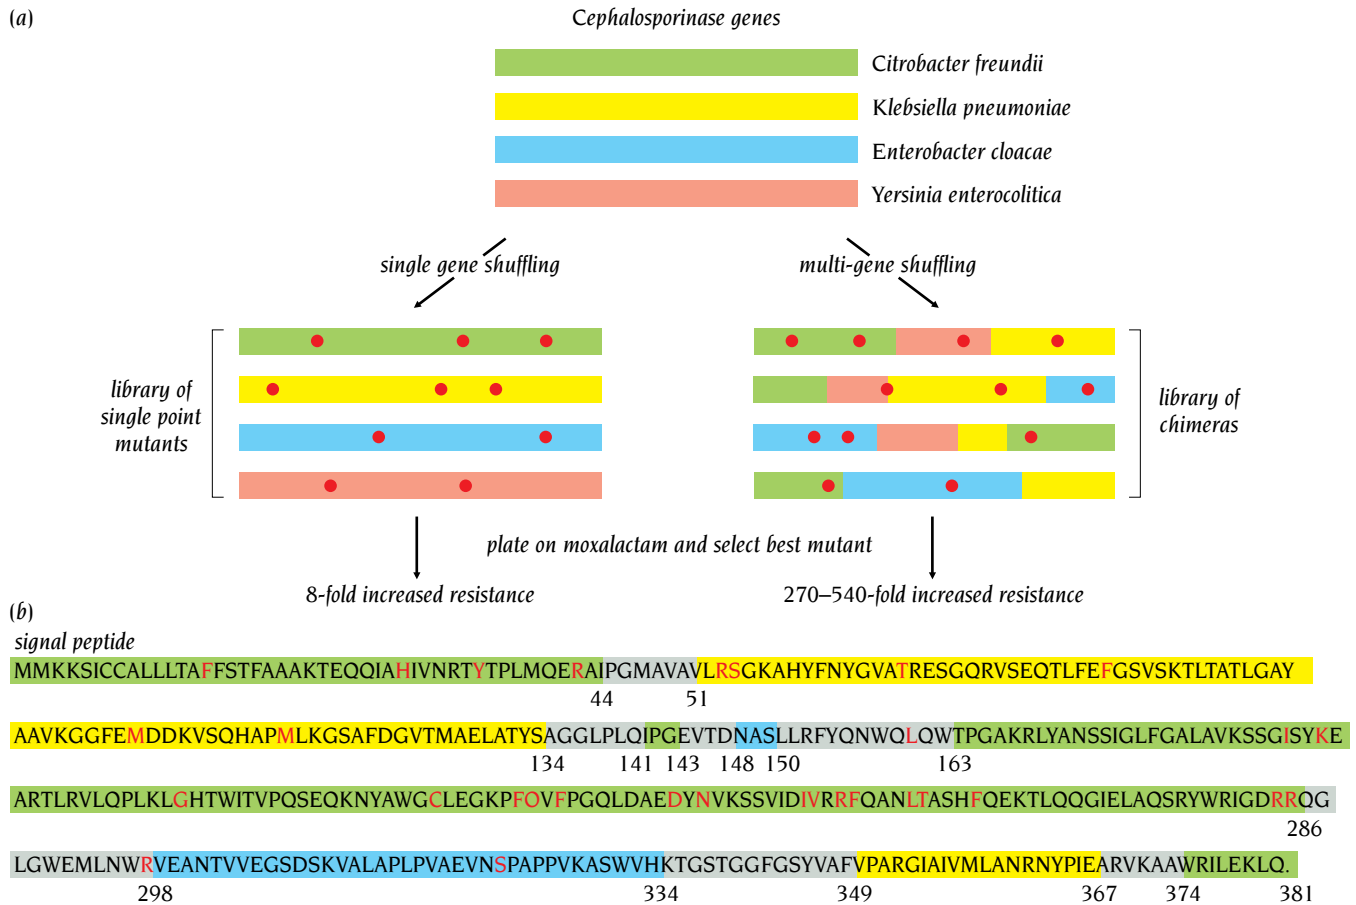 (a)
Cephalosporinase genes
Citrobacter freundii
Klebsiella pneumoniae
Enterobacter cloacae
Yersinia enterocolitica
single gene shuffling
multi-gene shuffling
library of
single point
mutants
library of
chimeras
plate on moxalactam and select best mutant
8-fold increased resistance
270–540-fold increased resistance
(b)
signal peptide
MMKKSICCALLLTAFFSTFAAAKTEQQIAHIVNRTYTPLMQERAIPGMAVAVLRSGKAHYFNYGVATRESGQRVSEQTLFEFGSVSKTLTATLGAY
44 51
AAVKGGFEMDDKVSQHAPMLKGSAFDGVTMAELATYSAGGLPLQIPGEVTDNASLLRFYQNWQLQWTPGAKRLYANSSIGLFGALAVKSSGISYKE
134 141 143 148 150 163
ARTLRVLQPLKLGHTWITVPQSEQKNYAWGCLEGKPFOVFPGQLDAEDYNVKSSVIDIVRRFQANLTASHFQEKTLQQGIELAQSRYWRIGDRRQG
286
LGWEMLNWRVEANTVVEGSDSKVALAPLPVAEVNSPAPPVKASWVHKTGSTGGFGSYVAFVPARGIAIVMLANRNYPIEARVKAAWRILEKLQ.
298 334 349 367 374 381